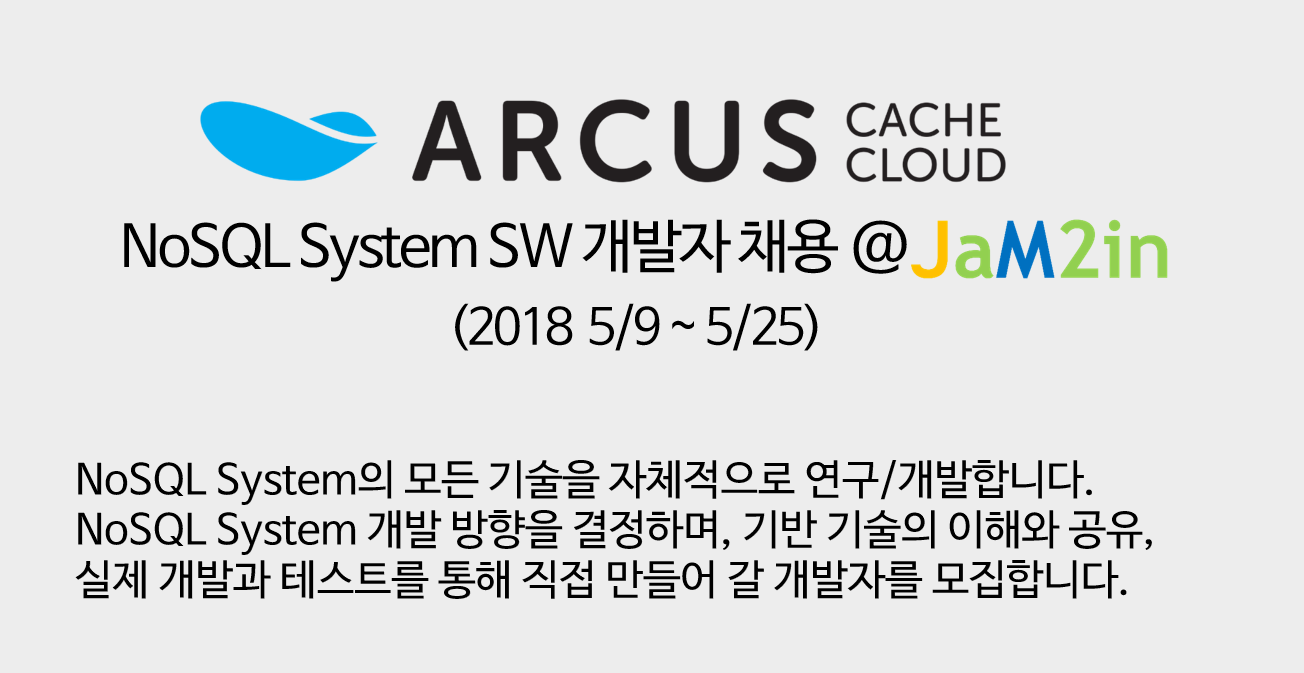 ARCUS CACHE CLOUD
NoSQL System SW 개발자 채용 @JaM2in
(2018 5/9 ~ 5/25)
NoSQL System의 모든 기술을 자체적으로 연구/개발합니다.
NoSQL System 개발 방향을 결정하며, 기반 기술의 이해와 공유,
실제 개발과 테스트를 통해 직접 만들어 갈 개발자를 모집합니다.